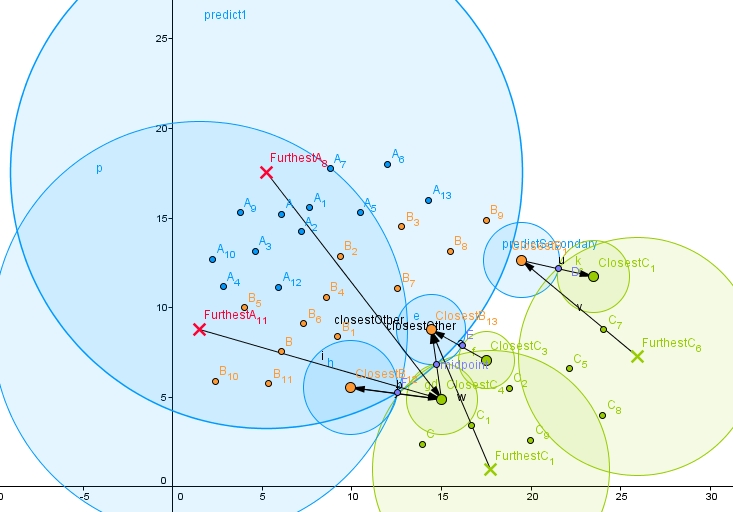 predict1
25
20
p
FurthestA8
A7
A6
A9
A
A1
A2
A5
A13
B3
B9
A10
A3
B2
B8
predictSecondary
u
k
ClosestC1
A4
A12
B4
B7
B5
v
10
FurthestA11
B6
B1
closestOther
closestOther
e
ClosestB13
E
C7
B
i
h
midpoint
ClosestC3
FurthestC6
B10
B11
ClosestB
g
ClosestC4
C2
C5
5
w
C
C1
C9
C8
FurthestC1
15
0
-5
0
5
10
15
20
25
30